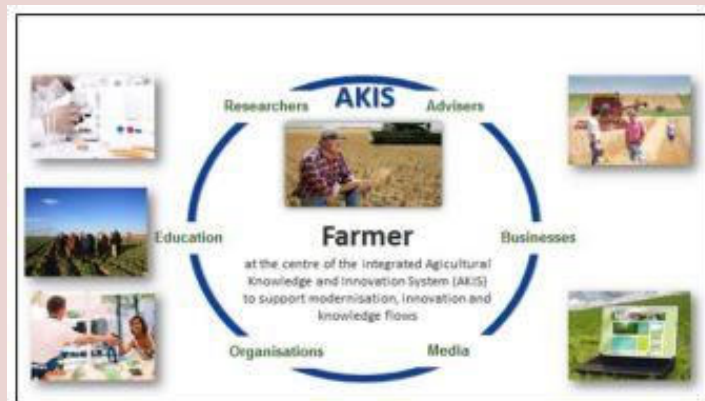 AKIS
Researchers
Advisers
Education
Farmer
Businesses
at the centre of the integrated Agicultural
Knowledge and Innovation System (AKIS)
to support modernisation, innovation and
knowledge flows
Organisations
Media